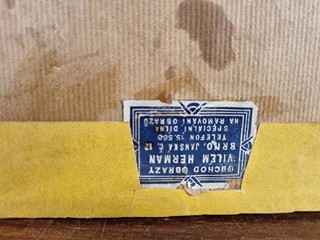 OBCHOD OBRAZY
VILÉM HERMAN
BRNO, JÁNSKÁ Č. 12
TELEFON 15.560
SPECIÁLNÍ DÍLNA
NA RÁMOVÁNÍ OBRAZŮ